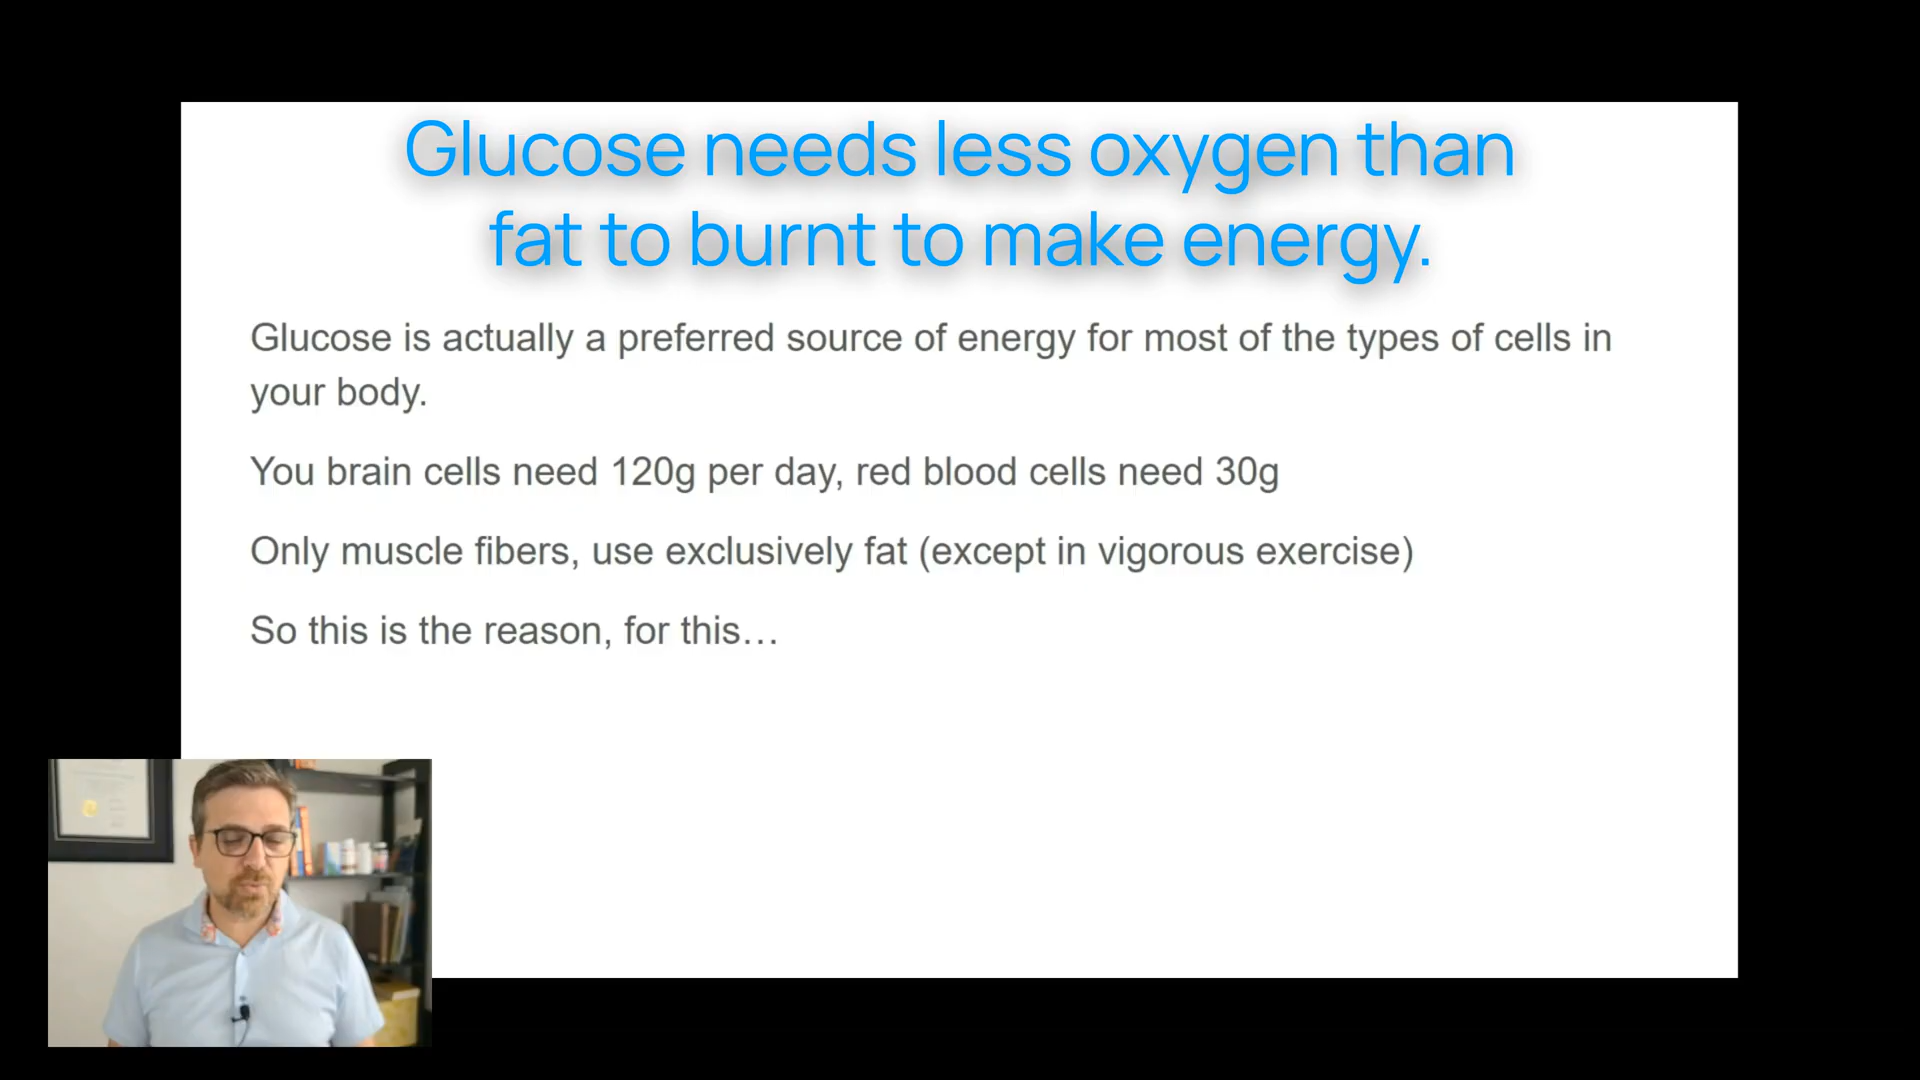 Glucose needs less oxygen than
fat to burnt to make energy.
Glucose is actually a preferred source of energy for most of the types of cells in
your body.
You brain cells need 120g per day, red blood cells need 30g
Only muscle fibers, use exclusively fat (except in vigorous exercise)
So this is the reason, for this…